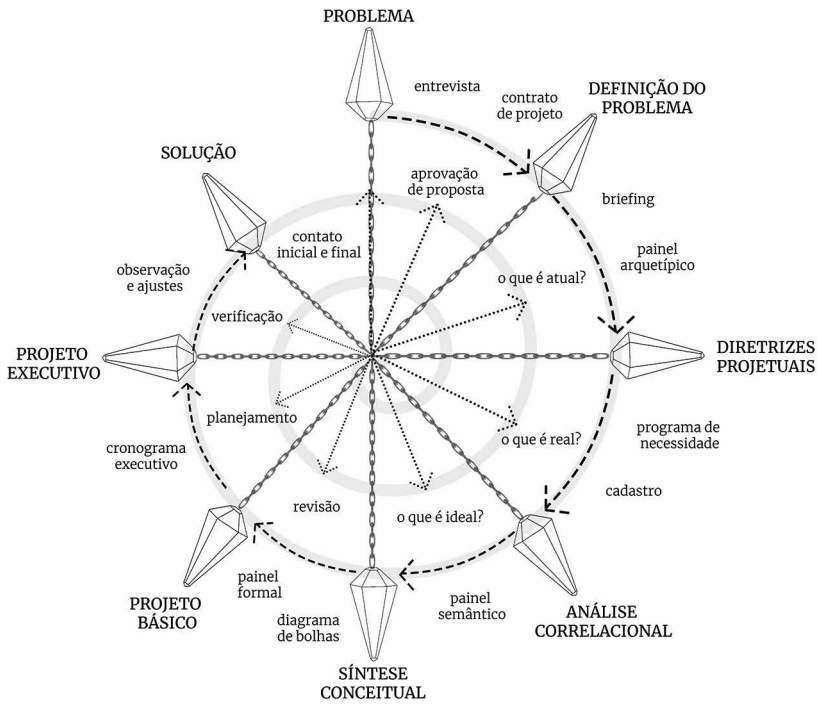 PROBLEMA
entrevista
contrato
de projeto
DEFINIÇÃO DO
PROBLEMA
aprovação
de proposta
briefing
painel
arquetípico
o que é atual?
DIRETRIZES
PROJETUAIS
programa de
necessidade
o que é real?
cadastro
ANÁLISE
CORRELACIONAL
o que é ideal?
painel
semântico
SÍNTESE
CONCEITUAL
diagrama
de bolhas
painel
formal
revisão
PROJETO
BÁSICO
cronograma
executivo
planejamento
PROJETO
EXECUTIVO
observação
e ajustes
verificação
SOLUÇÃO
contato
inicial e final